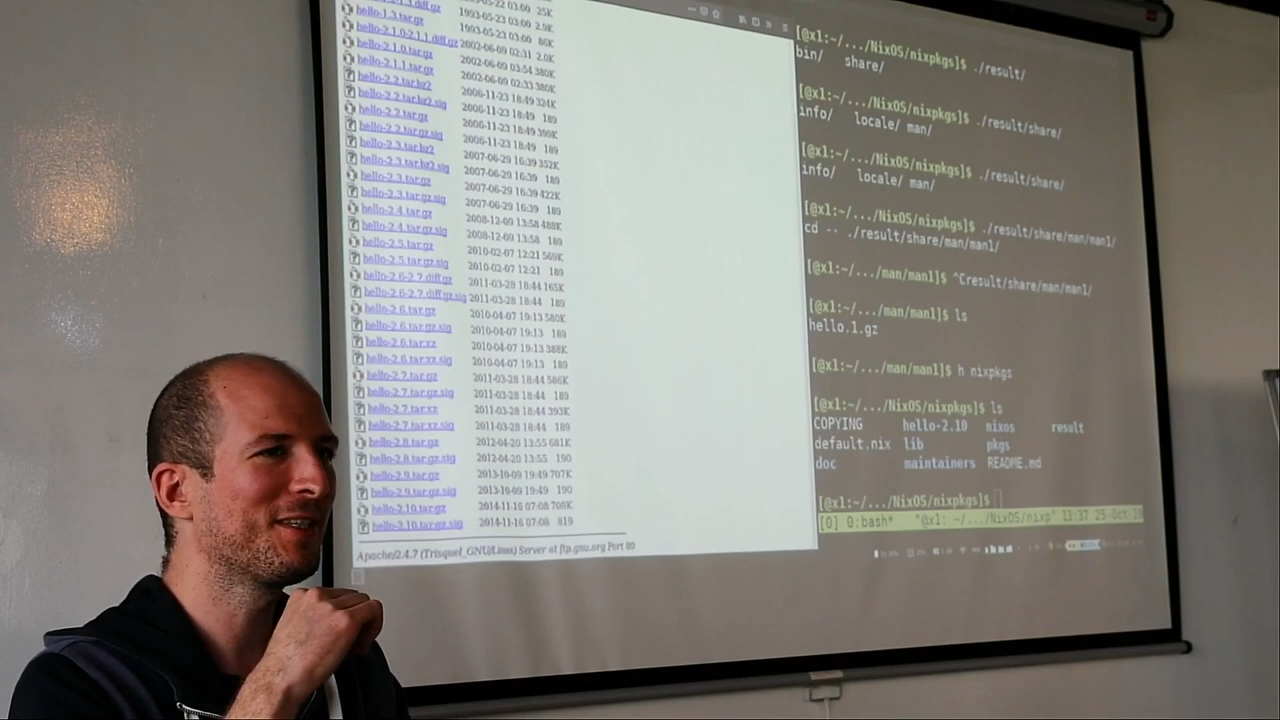 hello-1.3.tar.gz 1993-05-23 03:00 86K
hello-2.1.0-2.1.1.diff.gz 2002-06-09 02:31 2.0K
hello-2.1.0.tar.gz 2002-06-09 03:54 380K
hello-2.1.1.tar.gz 2002-06-09 02:33 380K
hello-2.2.tar.bz2 2006-11-23 18:49 324K
hello-2.2.tar.bz2.sig 2006-11-23 18:49 189
hello-2.2.tar.gz 2006-11-23 18:49 399K
hello-2.2.tar.gz.sig 2006-11-23 18:49 189
hello-2.3.tar.bz2 2007-06-29 16:39 352K
hello-2.3.tar.bz2.sig 2007-06-29 16:39 189
hello-2.3.tar.gz 2007-06-29 16:39 422K
hello-2.3.tar.gz.sig 2007-06-29 16:39 189
hello-2.4.tar.gz 2008-12-09 13:58 488K
hello-2.4.tar.gz.sig 2008-12-09 13:58 189
hello-2.5.tar.gz 2010-02-07 12:21 569K
hello-2.5.tar.gz.sig 2010-02-07 12:21 189
hello-2.6-2.7.diff.gz 2011-03-28 18:44 165K
hello-2.6-2.7.diff.gz.sig 2011-03-28 18:44 189
hello-2.6.tar.gz 2010-04-07 19:13 580K
hello-2.6.tar.gz.sig 2010-04-07 19:13 189
hello-2.6.tar.xz 2010-04-07 19:13 388K
hello-2.6.tar.xz.sig 2010-04-07 19:13 189
hello-2.7.tar.gz 2011-03-28 18:44 586K
hello-2.7.tar.gz.sig 2011-03-28 18:44 189
hello-2.7.tar.xz 2011-03-28 18:44 393K
hello-2.7.tar.xz.sig 2011-03-28 18:44 189
hello-2.8.tar.gz 2012-04-20 13:55 681K
hello-2.8.tar.gz.sig 2012-04-20 13:55 190
hello-2.9.tar.gz 2013-10-09 19:49 707K
hello-2.9.tar.gz.sig 2013-10-09 19:49 190
hello-2.10.tar.gz 2014-11-16 07:08 709K
hello-2.10.tar.gz.sig 2014-11-16 07:08 819
Apache/2.4.7 (Trisquel_GNU/Linux) Server at ftp.gnu.org Port 80
[@x1:~/.../NixOS/nixpkgs]$ ./result/
bin/ share/
[@x1:~/.../NixOS/nixpkgs]$ ./result/share/
info/ locale/ man/
[@x1:~/.../NixOS/nixpkgs]$ ./result/share/
info/ locale/ man/
[@x1:~/.../NixOS/nixpkgs]$ ./result/share/man/man1/
cd -- ./result/share/man/man1/
[@x1:~/.../man/man1]$ ^Cresult/share/man/man1/
[@x1:~/.../man/man1]$ ls
hello.1.gz
[@x1:~/.../man/man1]$ h nixpkgs
[@x1:~/.../NixOS/nixpkgs]$ ls
COPYING hello-2.10 nixos result
default.nix lib pkgs
doc maintainers README.md
[@x1:~/.../NixOS/nixpkgs]$
[0] 0:bash* "@x1: ~/.../NixOS/nixp" 13:37 25-Oct